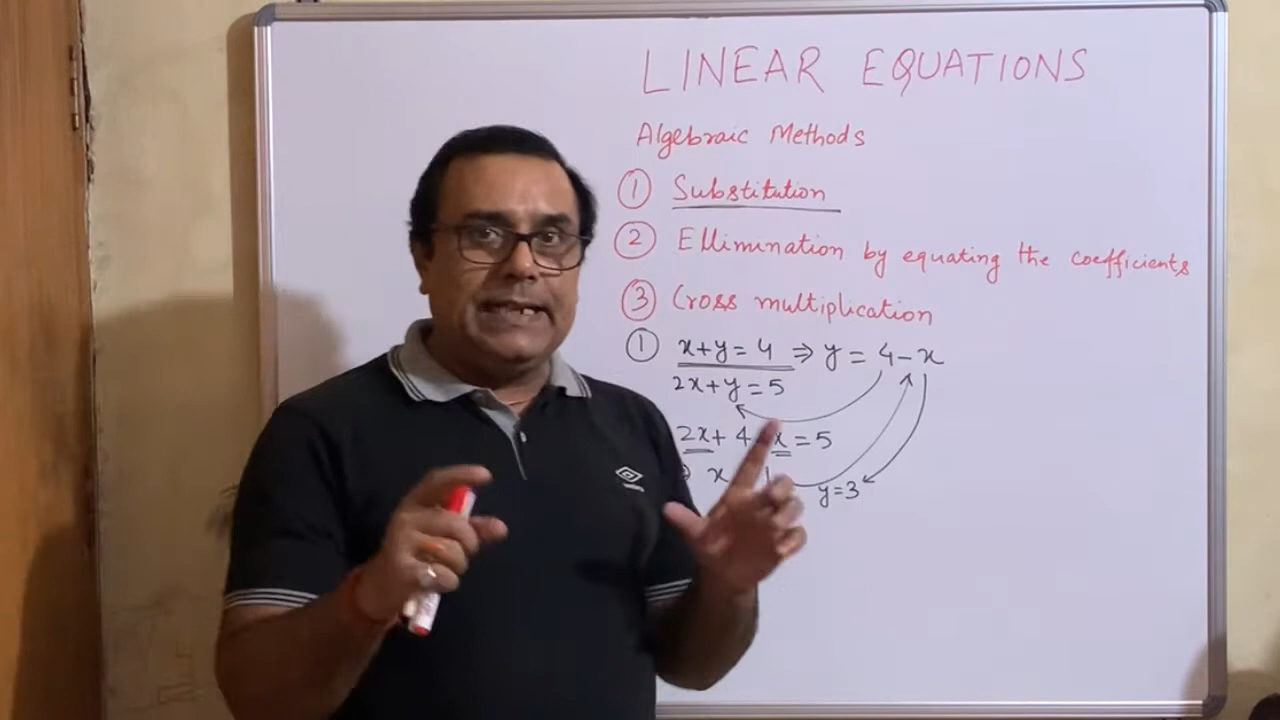 LINEAR EQUATIONS
Algebraic Methods
① Substitution
② Ellimination by equating the coefficients
③ Cross multiplication
① x+y=4 ⇒ y = 4-x
2x+y=5
2x+4 x=5
x y=3